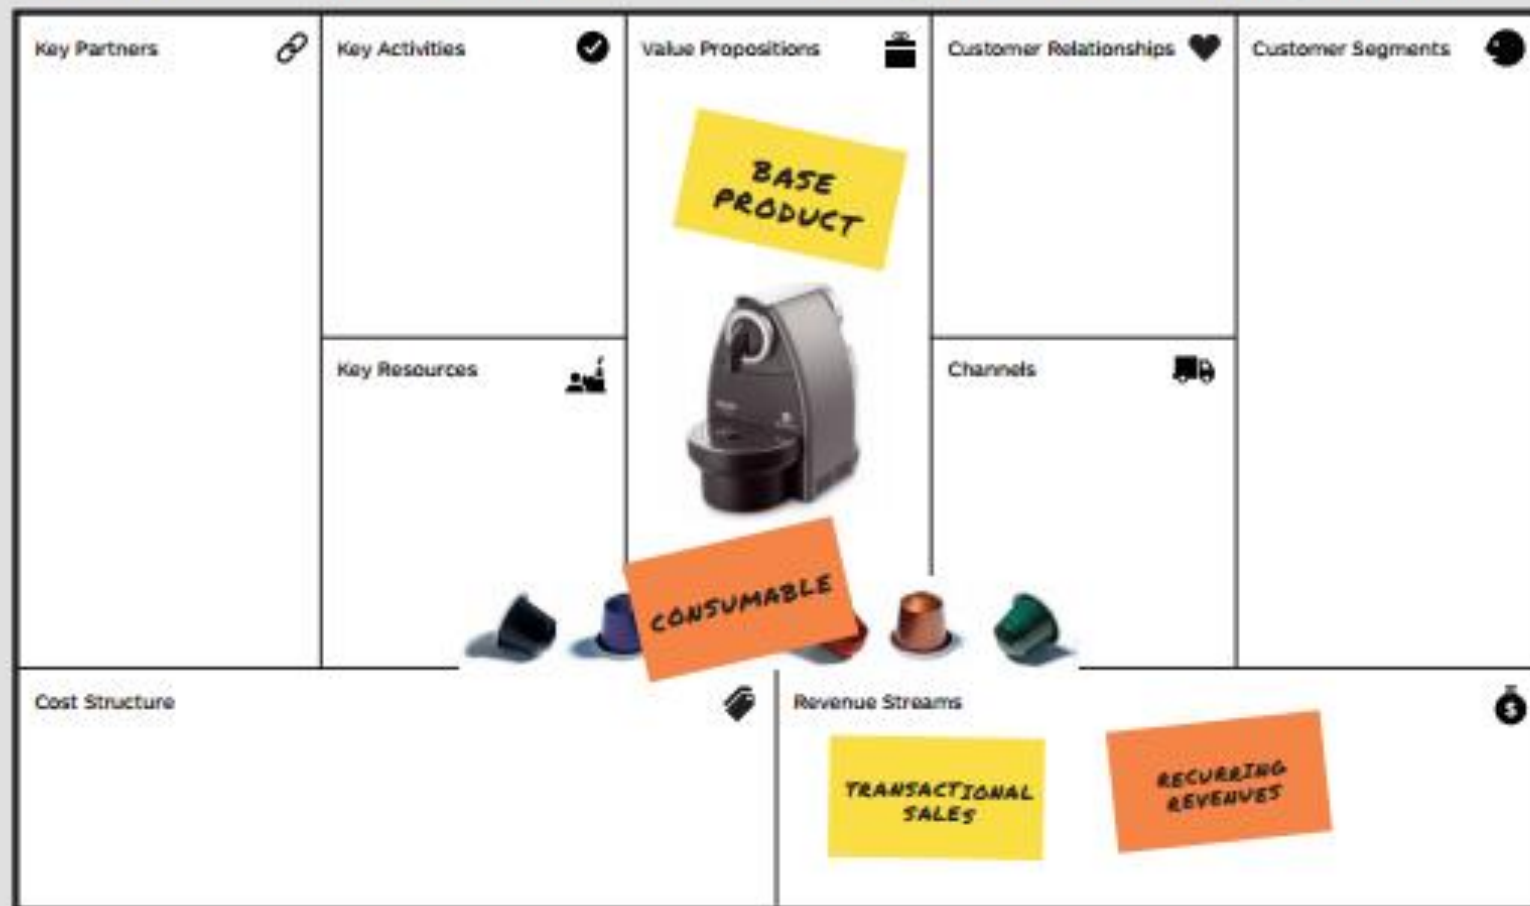 Key Partners
Key Activities
Value Propositions
Customer Relationships
Customer Segments
BASE
PRODUCT
Key Resources
Channels
CONSUMABLE
Cost Structure
Revenue Streams
TRANSACTIONAL
SALES
RECURRING
REVENUES